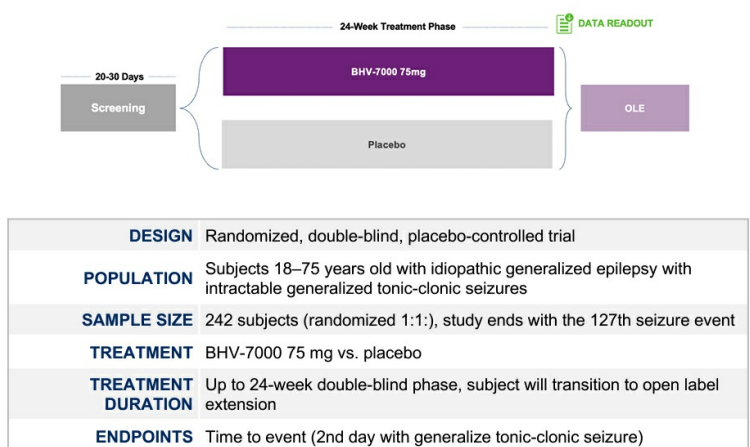 24-Week Treatment Phase
DATA READOUT
BHV-7000 75mg
20-30 Days
Screening
OLE
Placebo
DESIGN Randomized, double-blind, placebo-controlled trial
POPULATION Subjects 18–75 years old with idiopathic generalized epilepsy with
intractable generalized tonic-clonic seizures
SAMPLE SIZE 242 subjects (randomized 1:1:), study ends with the 127th seizure event
TREATMENT BHV-7000 75 mg vs. placebo
TREATMENT DURATION Up to 24-week double-blind phase, subject will transition to open label
extension
ENDPOINTS Time to event (2nd day with generalize tonic-clonic seizure)